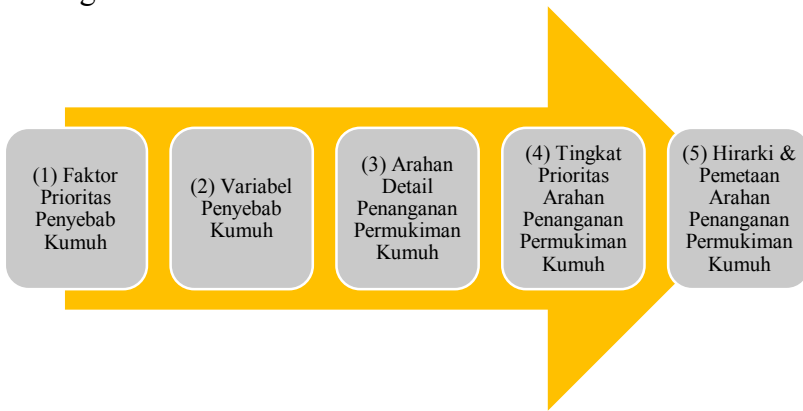 (1) Faktor
Prioritas
Penyebab
Kumuh
(2) Variabel
Penyebab
Kumuh
(3) Arahan
Detail
Penanganan
Permukiman
Kumuh
(4) Tingkat
Prioritas
Arahan
Penanganan
Permukiman
Kumuh
(5) Hirarki &
Pemetaan
Arahan
Penanganan
Permukiman
Kumuh